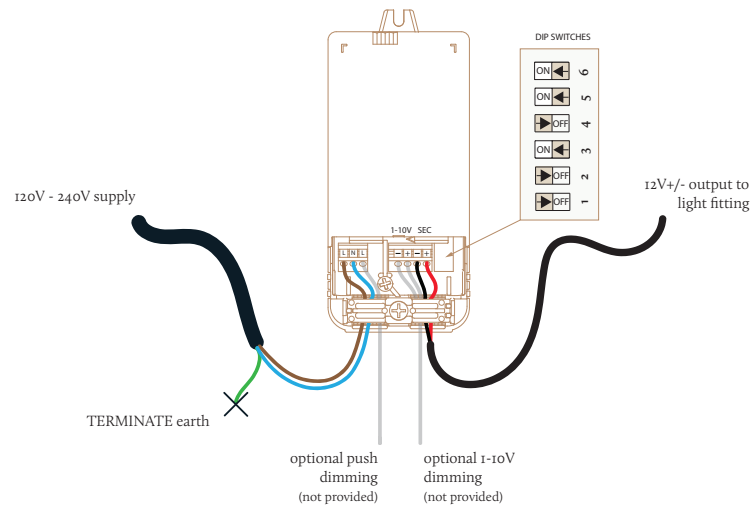 DIP SWITCHES
ON 6
ON 5
OFF 4
ON 3
OFF 2
OFF 1
120V - 240V supply
12V+/- output to
light fitting
1-10V SEC
L N L − + − +
TERMINATE earth
optional push
dimming
(not provided)
optional 1-10V
dimming
(not provided)